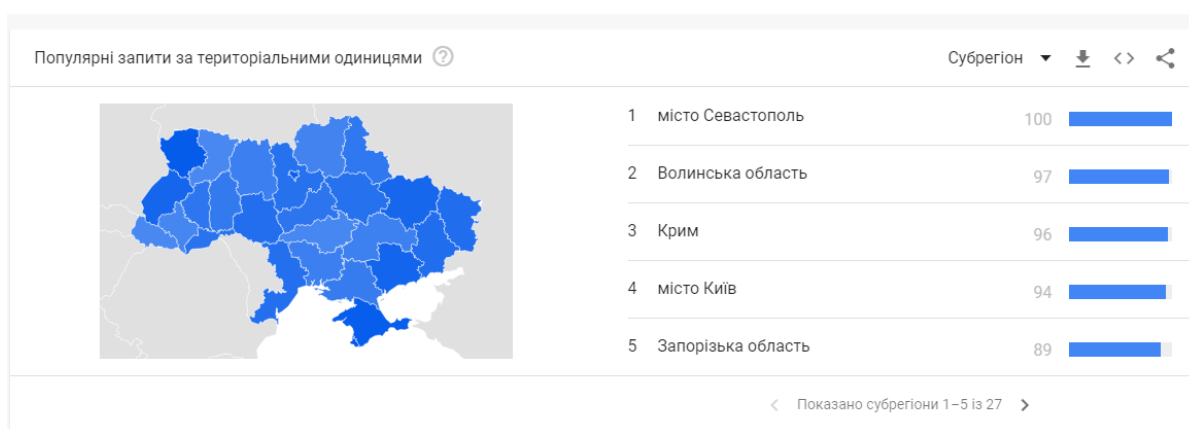 Популярні запити за територіальними одиницями ?
Субрегіон
1 місто Севастополь 100
2 Волинська область 97
3 Крим 96
4 місто Київ 94
5 Запорізька область 89
Показано субрегіони 1–5 із 27